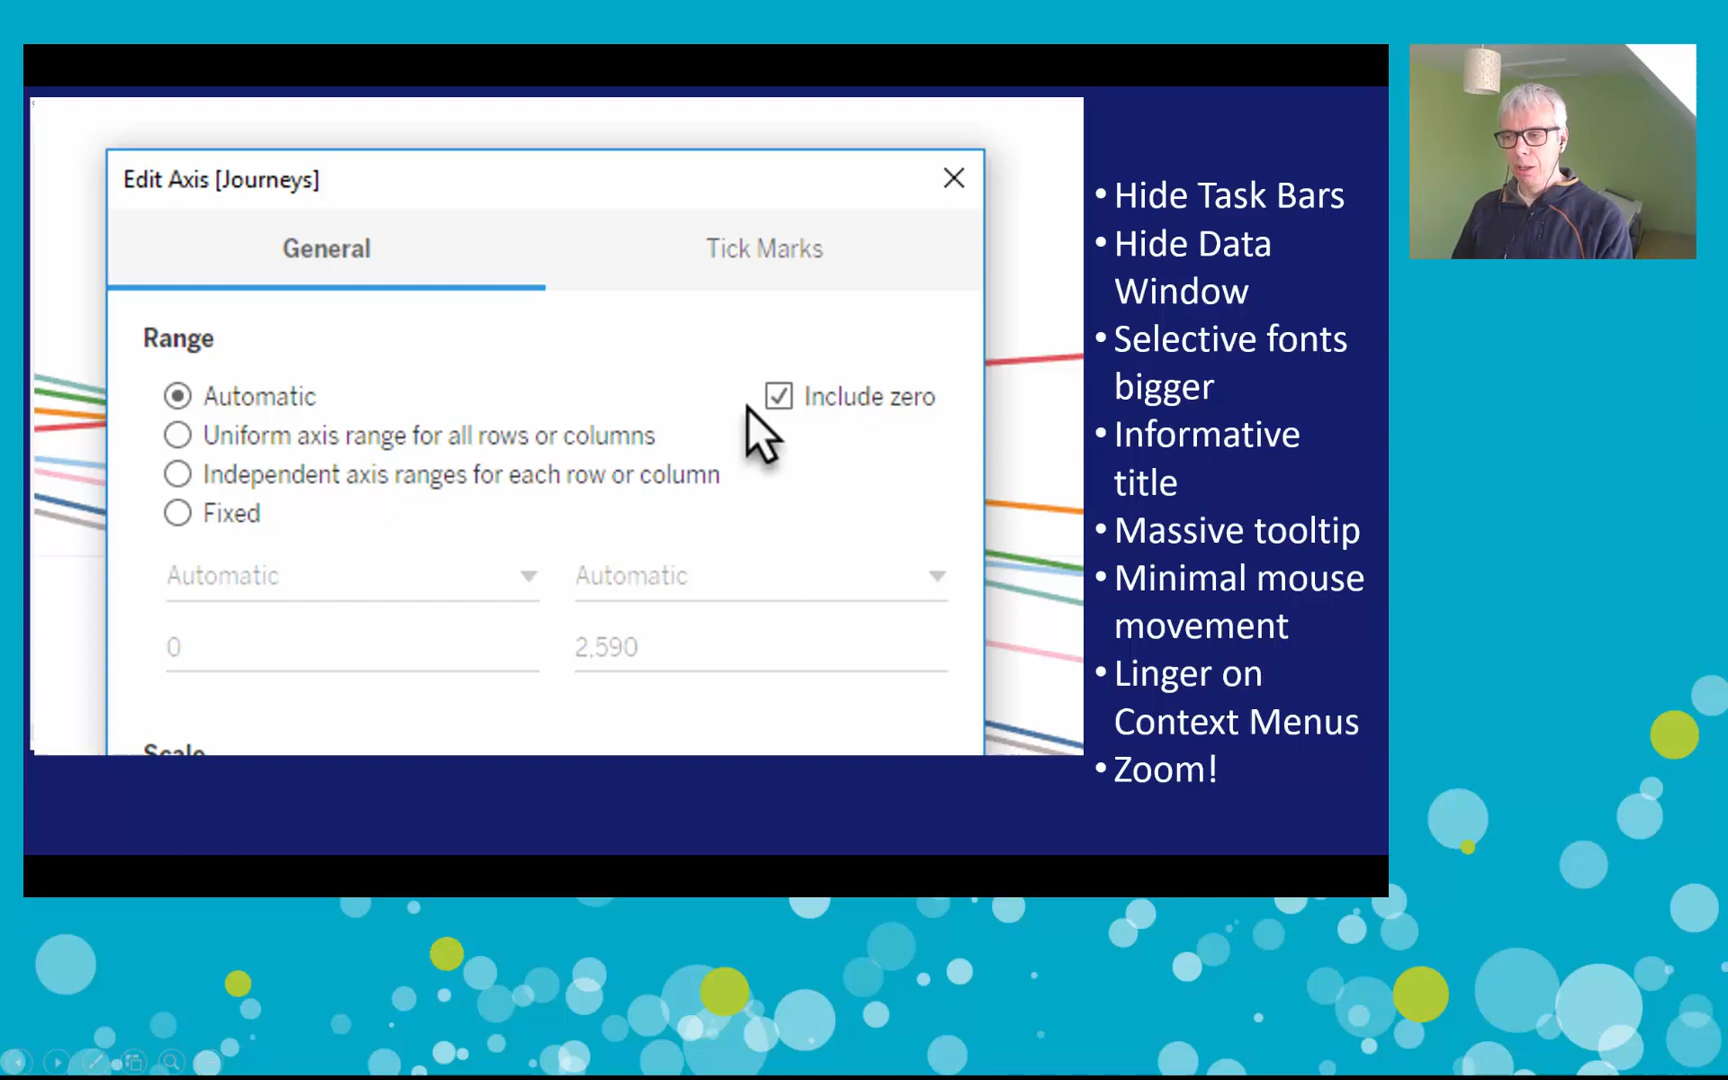 Edit Axis [Journeys]
General
Tick Marks
Range
Automatic
Include zero
Uniform axis range for all rows or columns
Independent axis ranges for each row or column
Fixed
Automatic
Automatic
0
2,590
Scale
• Hide Task Bars
• Hide Data
Window
• Selective fonts
bigger
• Informative
title
• Massive tooltip
• Minimal mouse
movement
• Linger on
Context Menus
• Zoom!